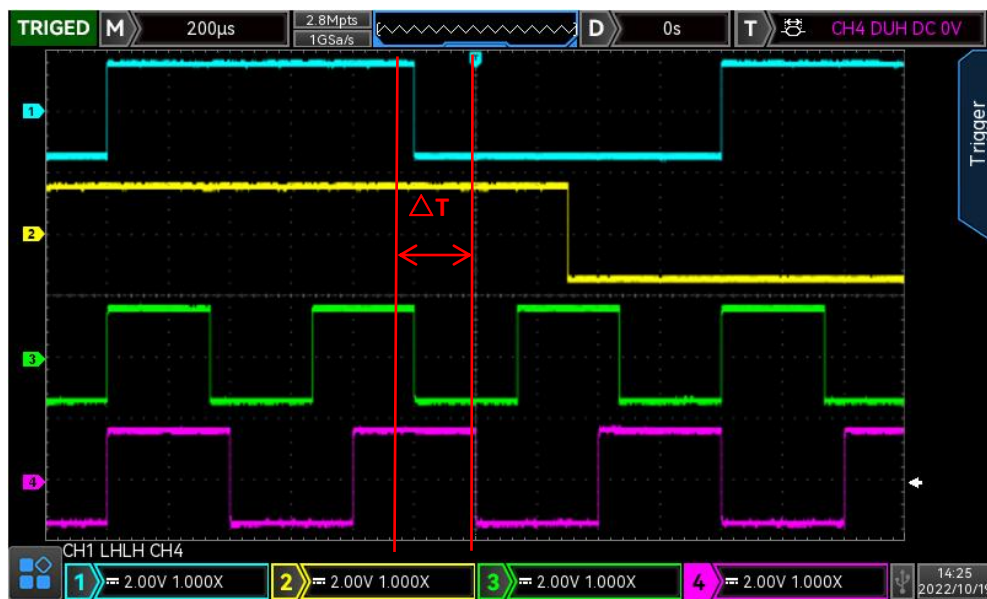 TRIGED M 200μs 2.8Mpts D 0s T CH4 DUH DC 0V
1GSa/s
Trigger
1
2
△T
3
4
CH1 LHLH CH4
1 2.00V 1.000X 2 2.00V 1.000X 3 2.00V 1.000X 4 2.00V 1.000X 14:25
2022/10/19